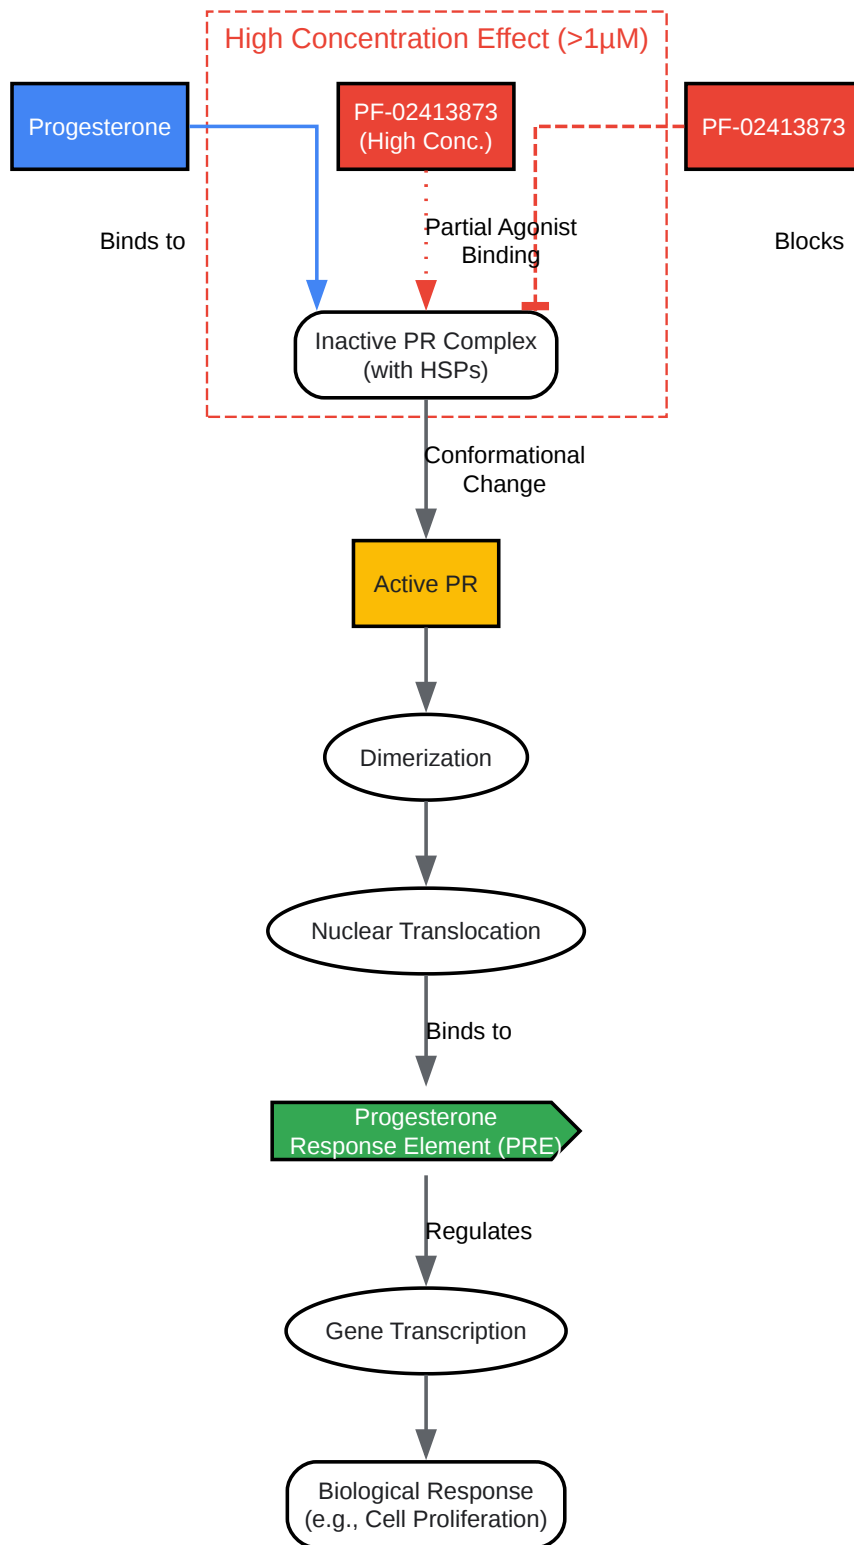 High Concentration Effect (>1µM)
Progesterone
PF-02413873
(High Conc.)
PF-02413873
Binds to
Partial Agonist
Binding
Blocks
Inactive PR Complex
(with HSPs)
Conformational
Change
Active PR
Dimerization
Nuclear Translocation
Binds to
Progesterone
Response Element (PRE)
Regulates
Gene Transcription
Biological Response
(e.g., Cell Proliferation)